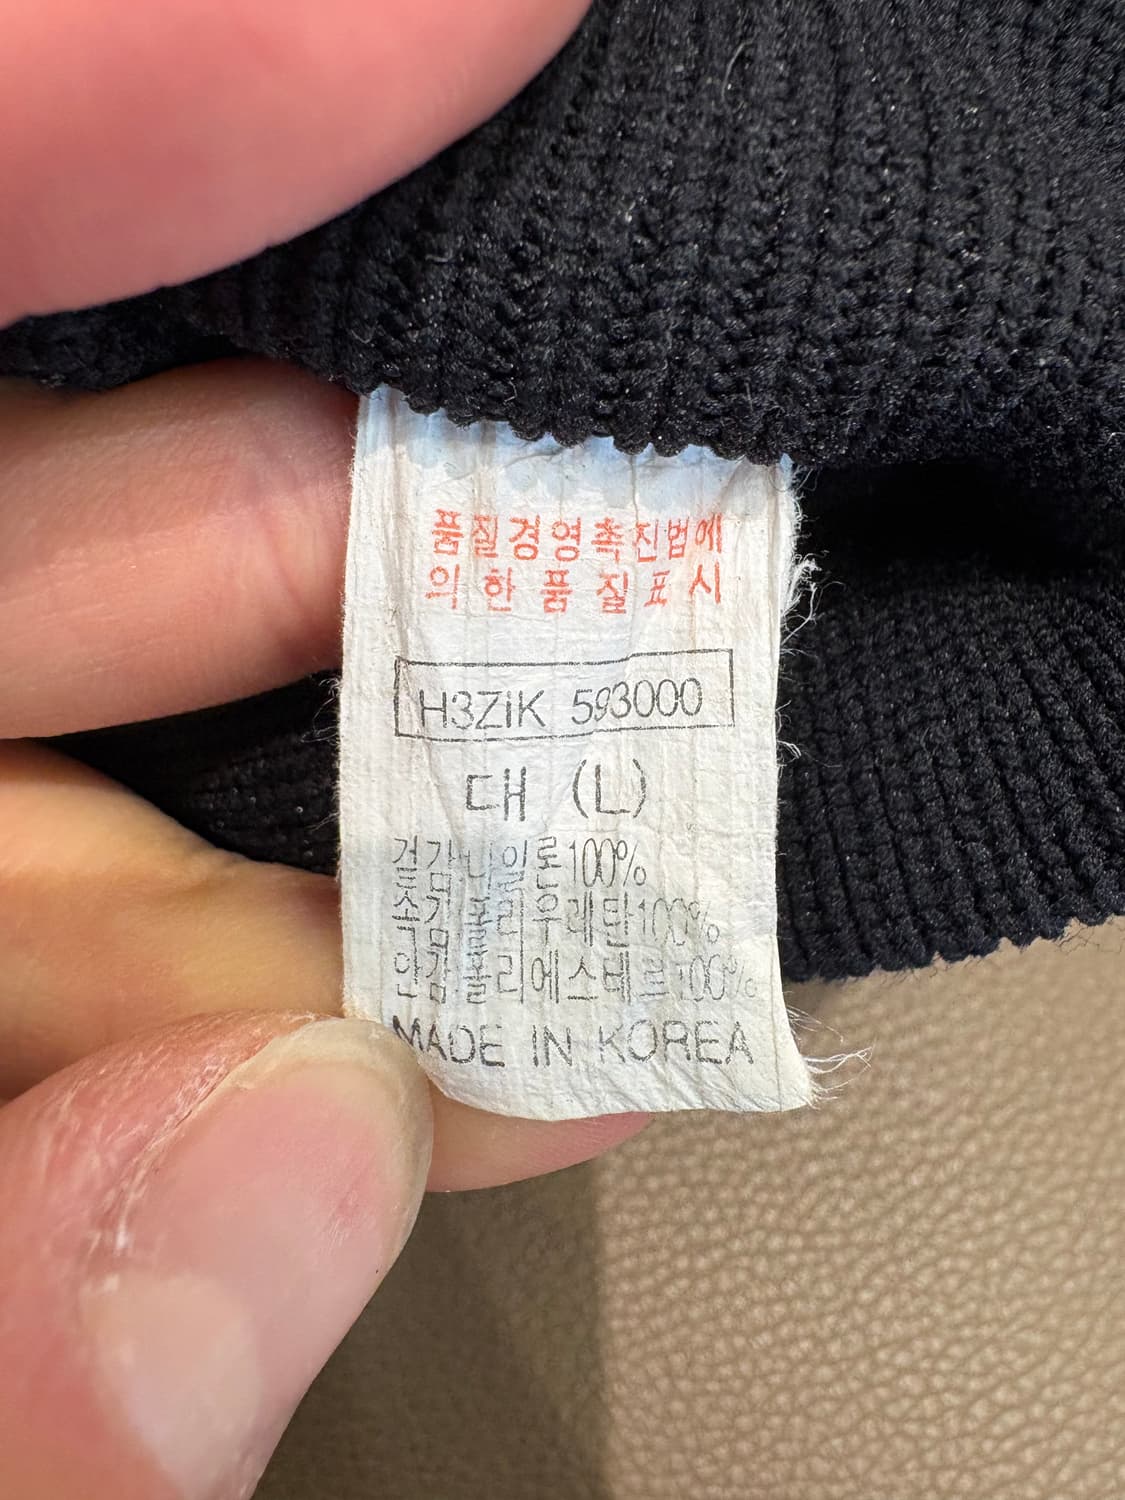 품질경영촉진법에
의한품질표시
H3ZiK 593000
대 (L)
겉감나일론100%
속감폴리우레탄100%
안감폴리에스테르100%
MADE IN KOREA